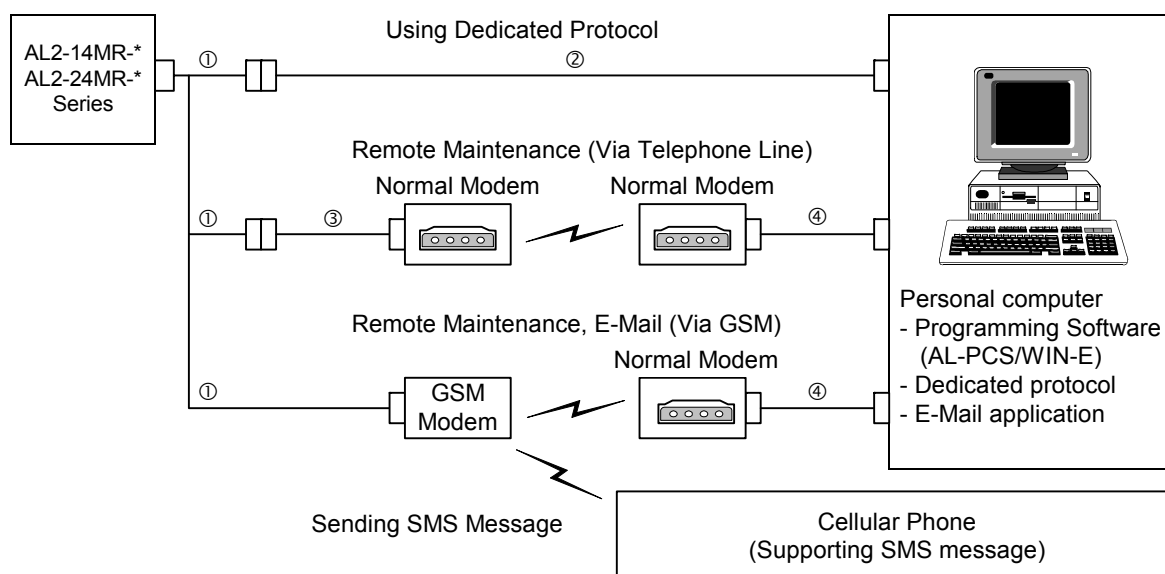 Using Dedicated Protocol
AL2-14MR-*
AL2-24MR-*
Series
①
②
Remote Maintenance (Via Telephone Line)
Normal Modem
Normal Modem
①
③
④
Remote Maintenance, E-Mail (Via GSM)
Normal Modem
①
GSM
Modem
④
Personal computer
- Programming Software
(AL-PCS/WIN-E)
- Dedicated protocol
- E-Mail application
Sending SMS Message
Cellular Phone
(Supporting SMS message)